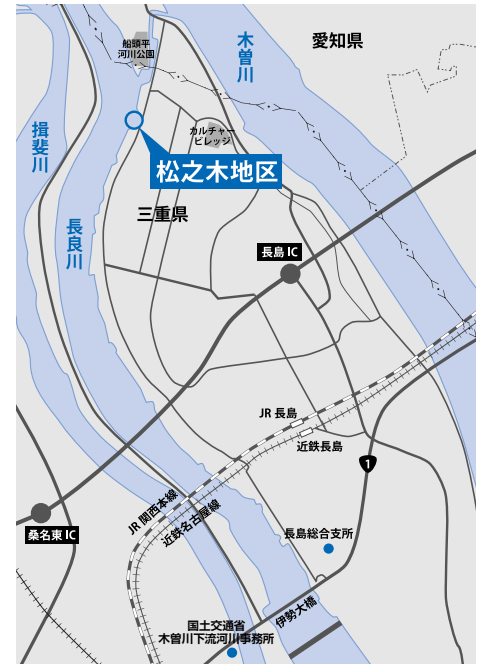 船頭平
河川公園
木曽川
愛知県
揖斐川
カルチャー
ビレッジ
松之木地区
長良川
三重県
長島 IC
JR 長島
近鉄長島
1
JR 関西本線
近鉄名古屋線
桑名東 IC
長島総合支所
伊勢大橋
国土交通省
木曽川下流河川事務所